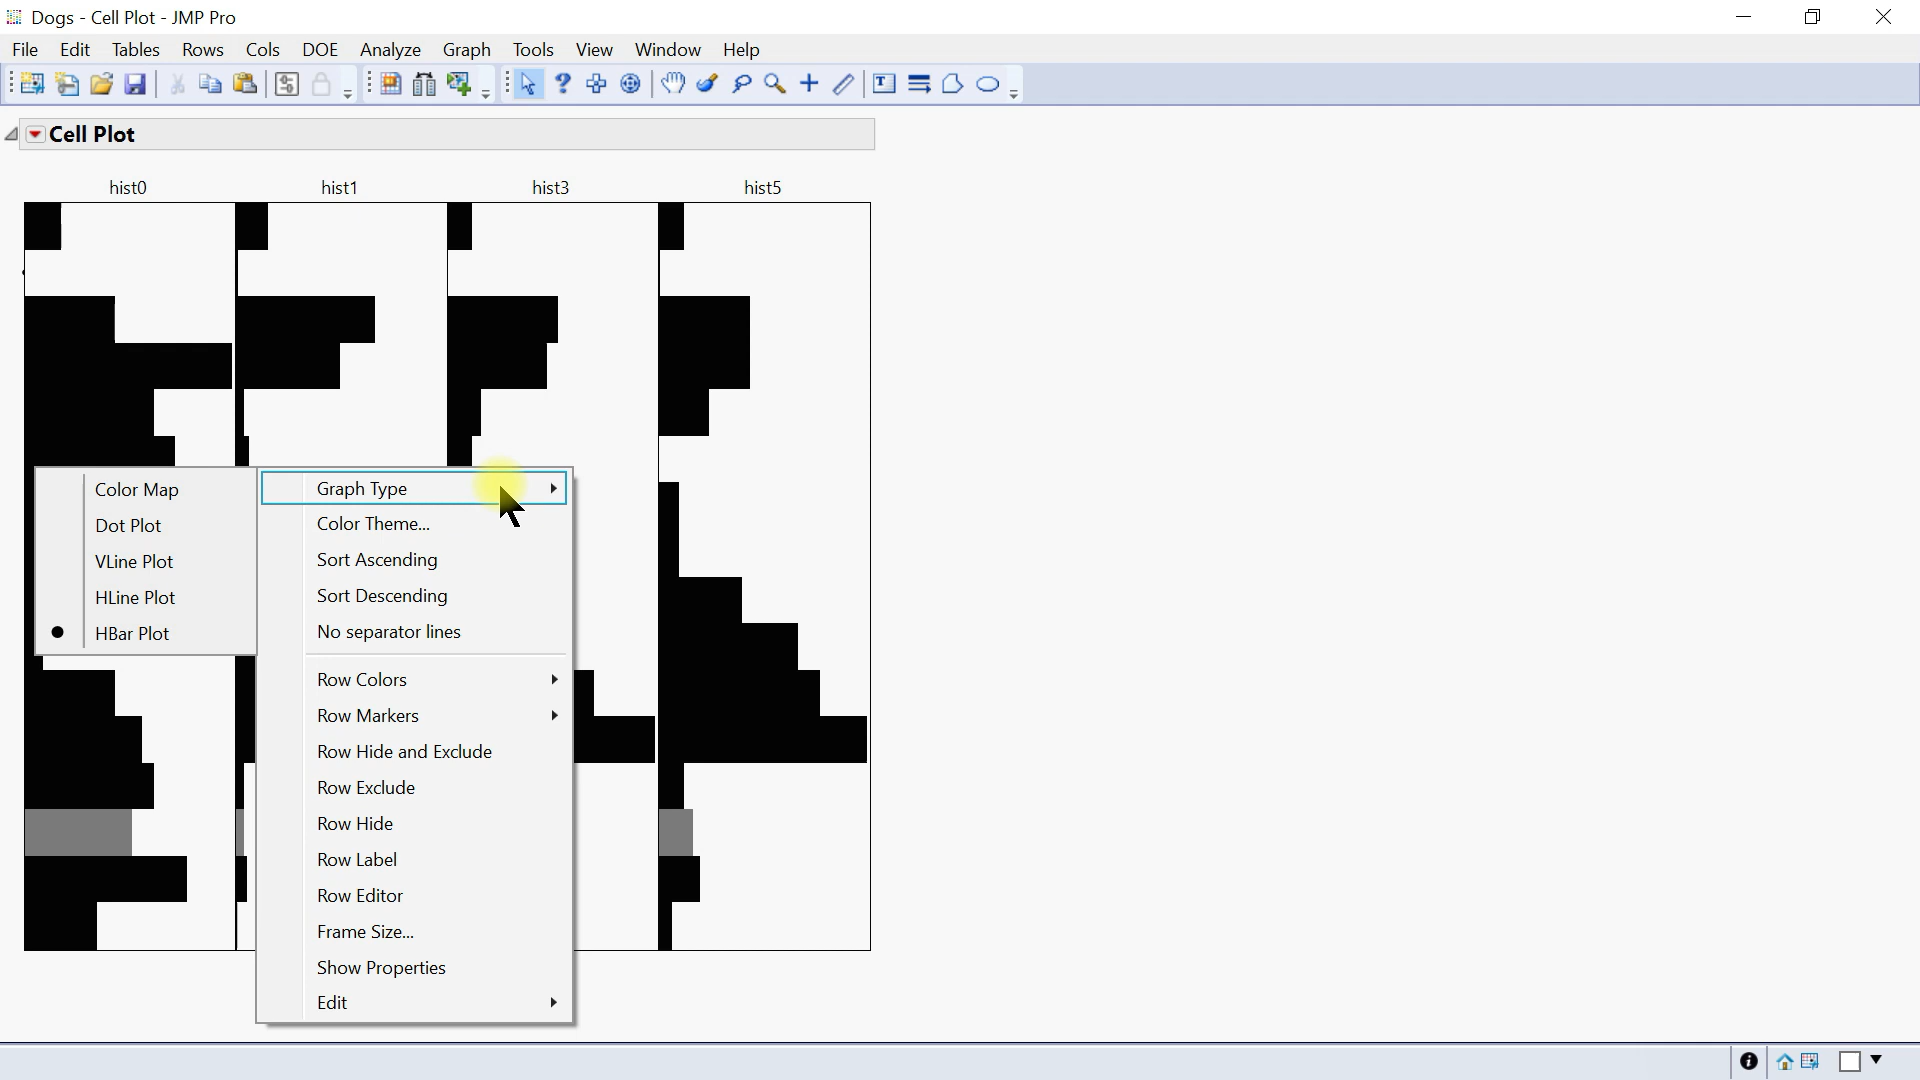 Dogs - Cell Plot - JMP Pro
File Edit Tables Rows Cols DOE Analyze Graph Tools View Window Help
Cell Plot
hist0 hist1 hist3 hist5
Color Map
Dot Plot
VLine Plot
HLine Plot
HBar Plot
Graph Type
Color Theme...
Sort Ascending
Sort Descending
No separator lines
Row Colors
Row Markers
Row Hide and Exclude
Row Exclude
Row Hide
Row Label
Row Editor
Frame Size...
Show Properties
Edit